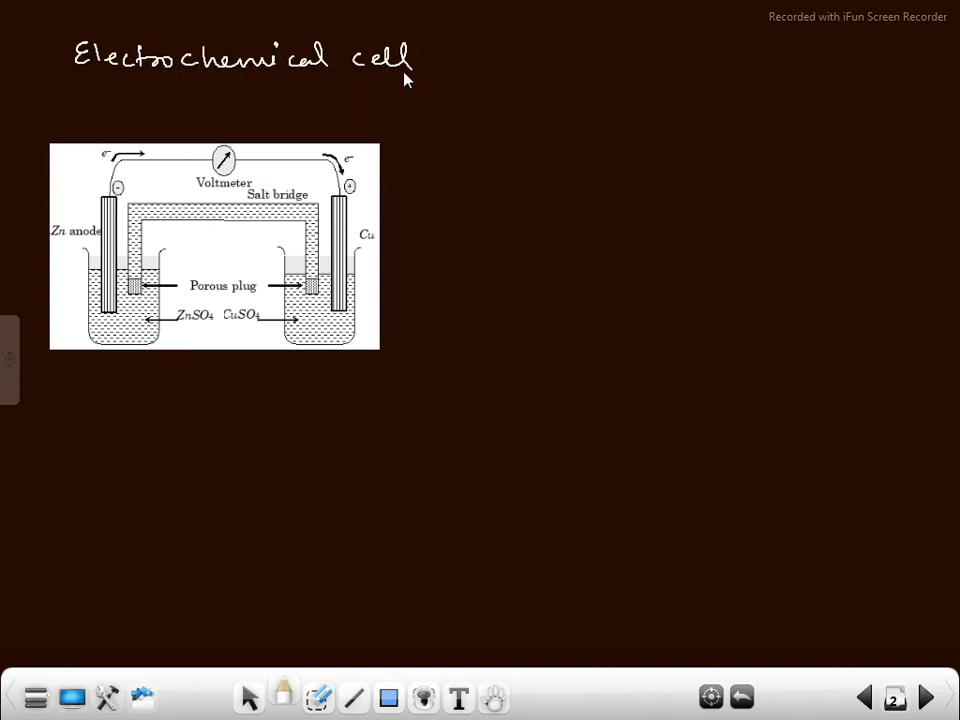 Recorded with iFun Screen Recorder
Electrochemical cell
e⁻
e⁻
Voltmeter
Salt bridge
Zn anode
Cu
Porous plug
ZnSO₄ CuSO₄
T
2